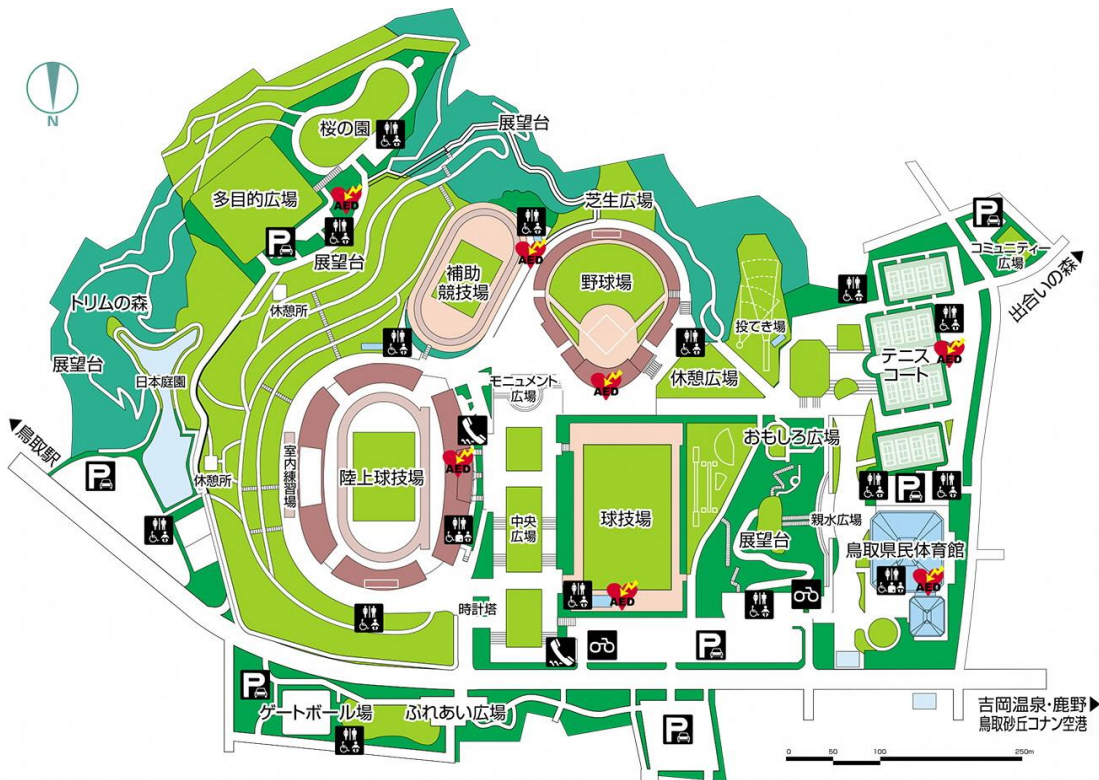 N
桜の園
展望台
多目的広場
AED
芝生広場
P
P
コミュニティー
広場
展望台
AED
補助
競技場
野球場
出合いの森
トリムの森
休憩所
投てき場
テニス
コート
AED
展望台
日本庭園
モニュメント
広場
AED
休憩広場
鳥取駅
おもしろ広場
P
休憩所
室内練習場
陸上球技場
AED
中央
広場
球技場
P
親水広場
展望台
鳥取県民体育館
AED
AED
時計塔
P
P
ゲートボール場
ふれあい広場
P
吉岡温泉・鹿野
鳥取砂丘コナン空港
0 50 100 250m